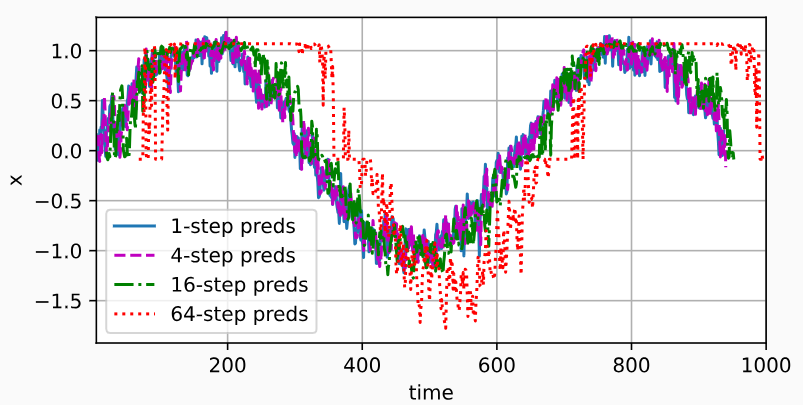 1.0
0.5
0.0
−0.5
−1.0
−1.5
x
1-step preds
4-step preds
16-step preds
64-step preds
200
400
600
800
1000
time